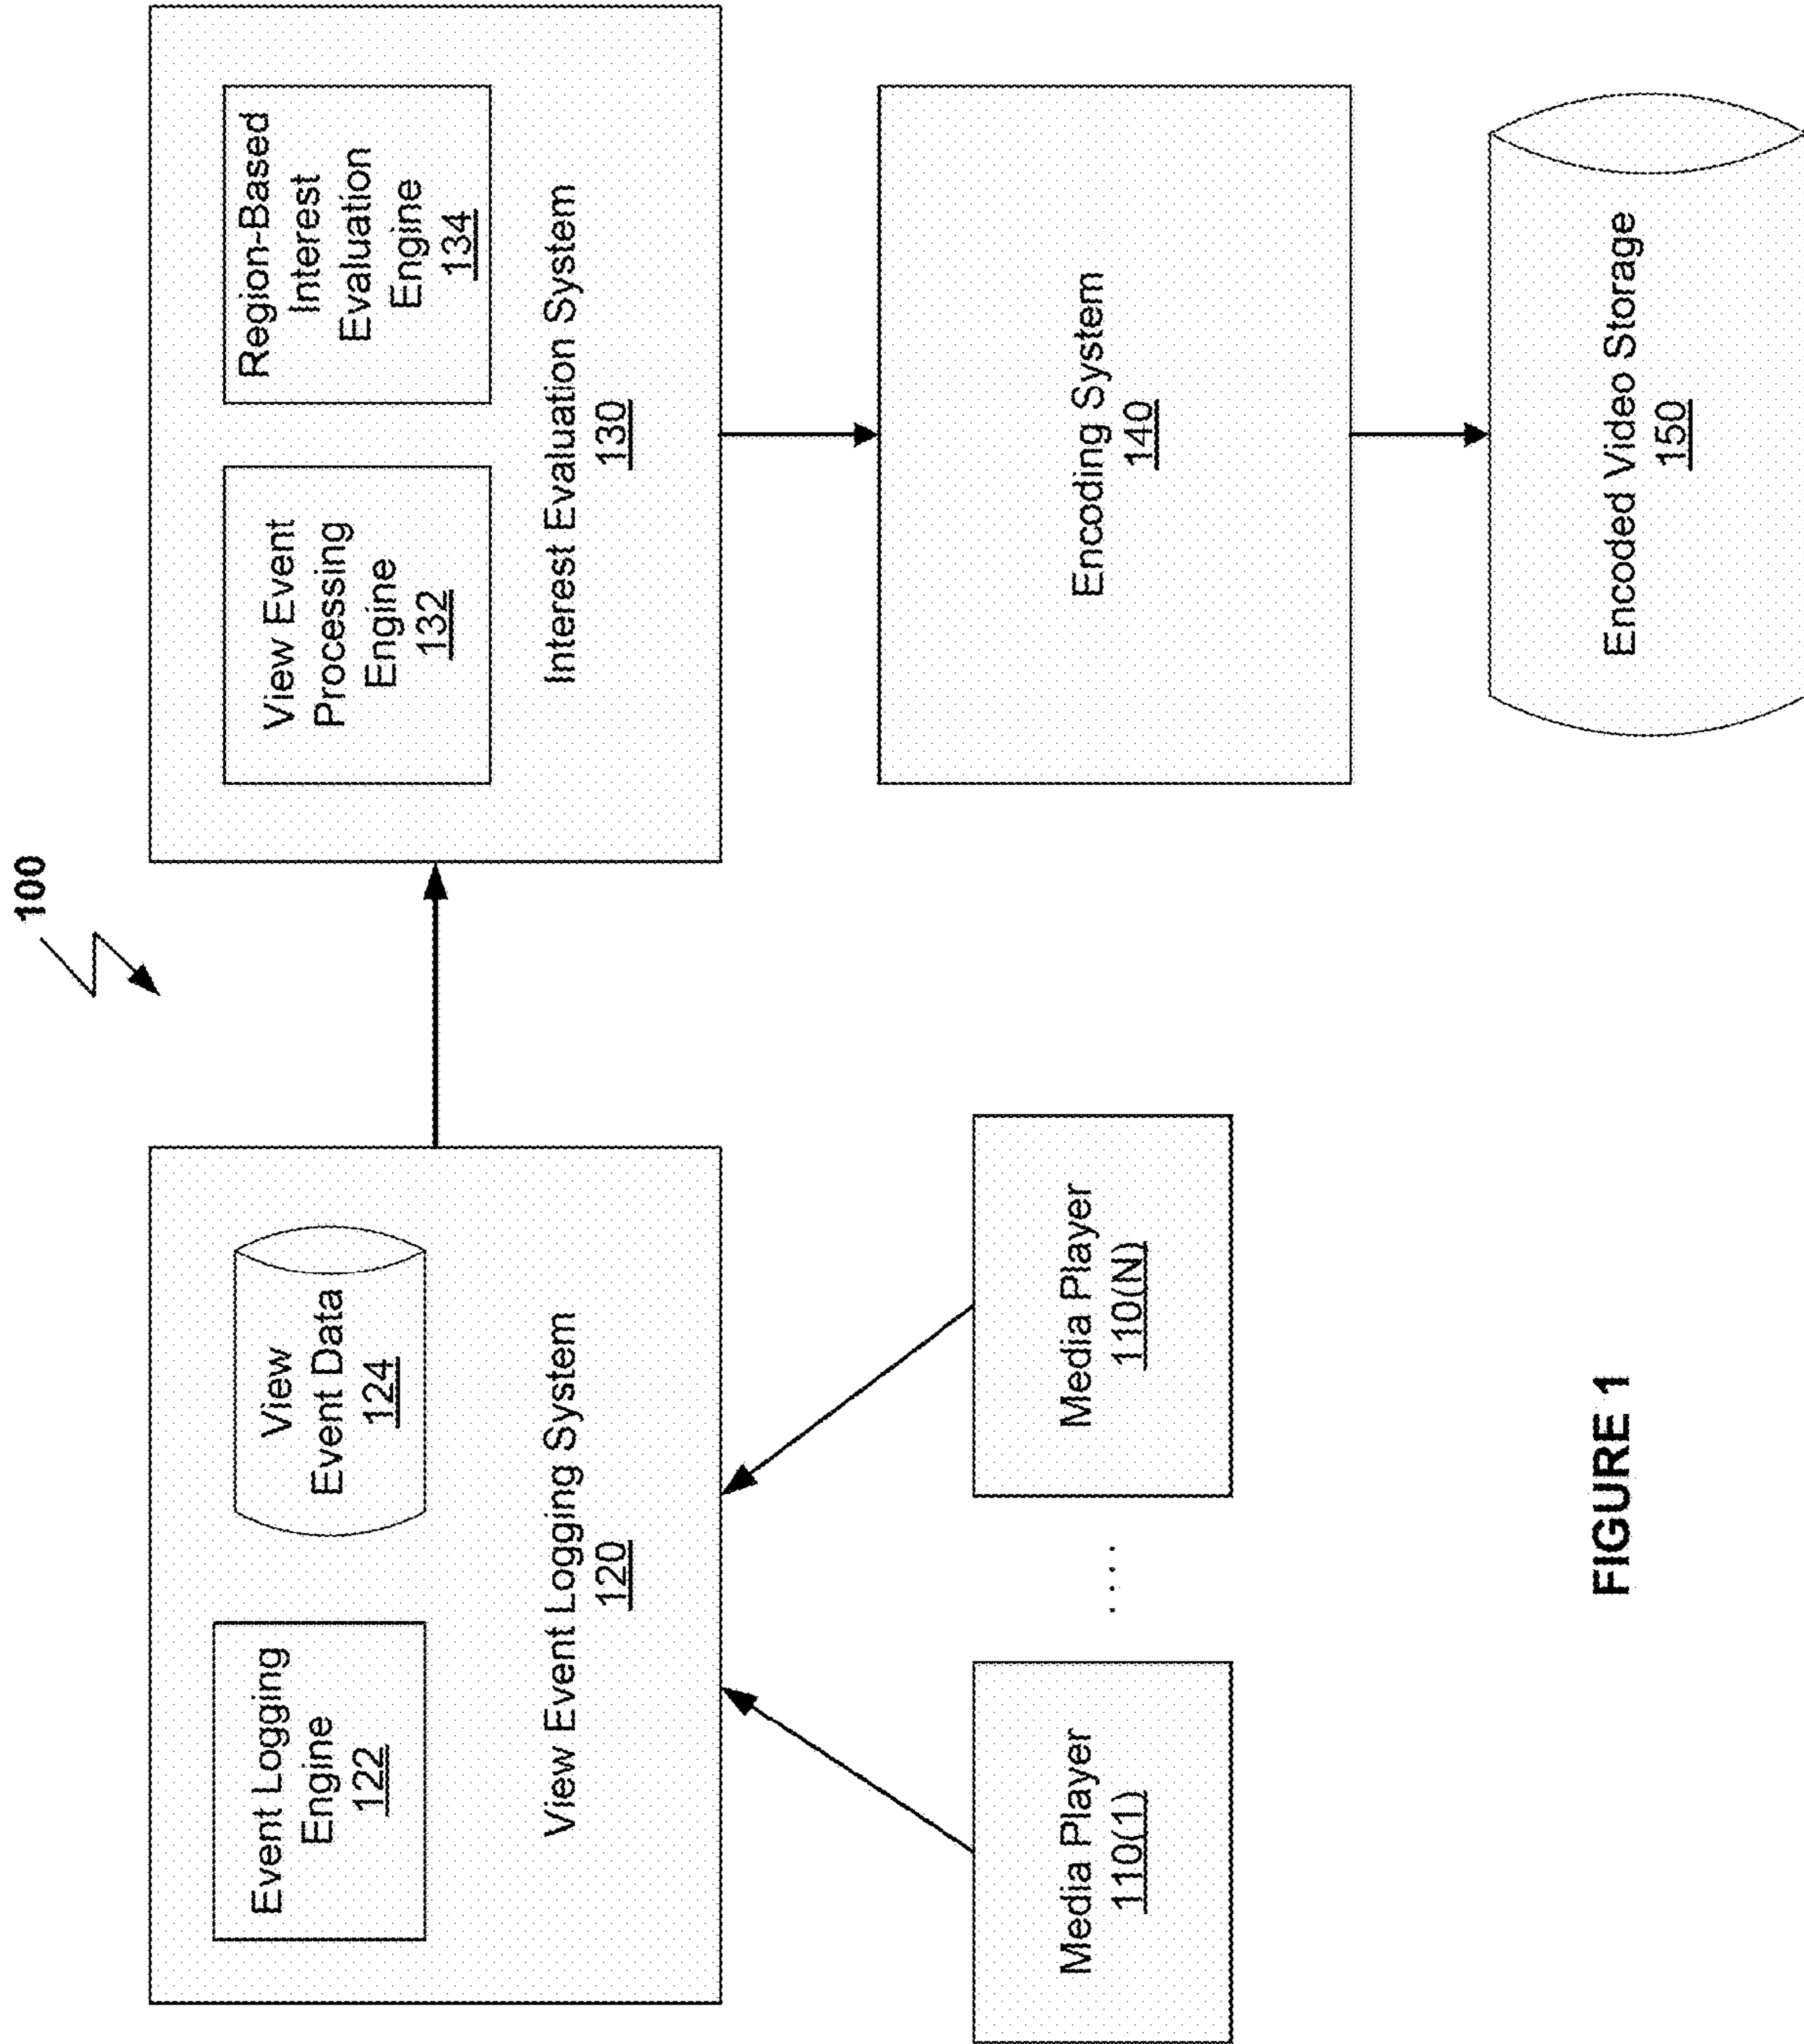 100
Event Logging
Engine
122
View
Event Data
124
View Event Logging System
120
View Event
Processing
Engine
132
Region-Based
Interest
Evaluation
Engine
134
Interest Evaluation System
130
Media Player
110(1)
. . . .
Media Player
110(N)
Encoding System
140
Encoded Video Storage
150
FIGURE 1